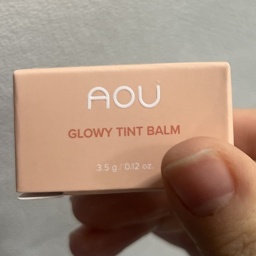 AOU
GLOWY TINT BALM
3.5 g / 0.12 oz.